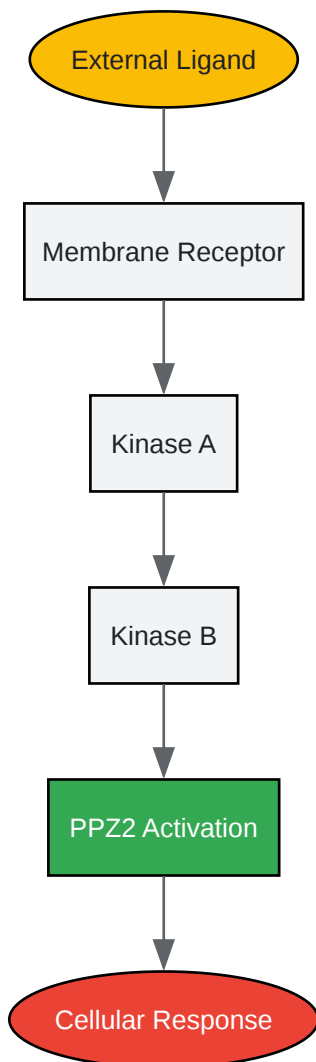 External Ligand
Membrane Receptor
Kinase A
Kinase B
PPZ2 Activation
Cellular Response